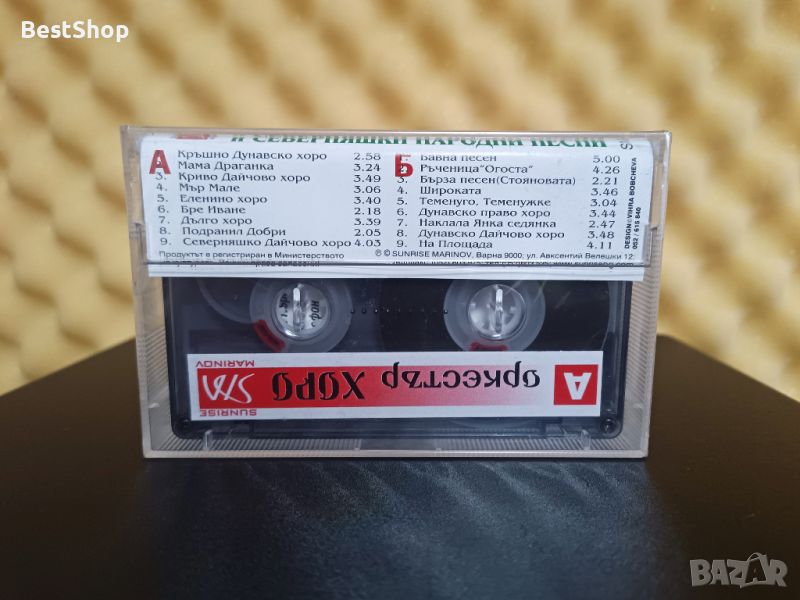 BestShop
И СЕВЕРНЯШКИ НАРОДНИ ПЕСНИ
А
Кръшно Дунавско хоро 2.58
Мама Драганка 3.24
3. Криво Дайчово хоро 3.49
4. Мър Мале 3.06
5. Еленино хоро 3.40
6. Бре Иване 2.18
7. Дълго хоро 3.39
8. Подранил Добри 2.05
9. Северняшко Дайчово хоро 4.03
Б
Бавна песен 5.00
Ръченица"Огоста" 4.26
3. Бърза песен(Стояновата) 2.21
4. Широката 3.46
5. Теменуго, Теменужке 3.04
6. Дунавско право хоро 3.44
7. Наклала Янка седянка 2.47
8. Дунавско Дайчово хоро 3.48
9. На Площада 4.11
DESIGN:©VIHRA BOBCHEVA
052 / 615 840
Продуктът е регистриран в Министерството
℗ © SUNRISE MARINOV, Варна 9000, ул. Авксентий Велешки 12,
А
оркестър ХОРО
SUNRISE
MARINOV
BAZAR